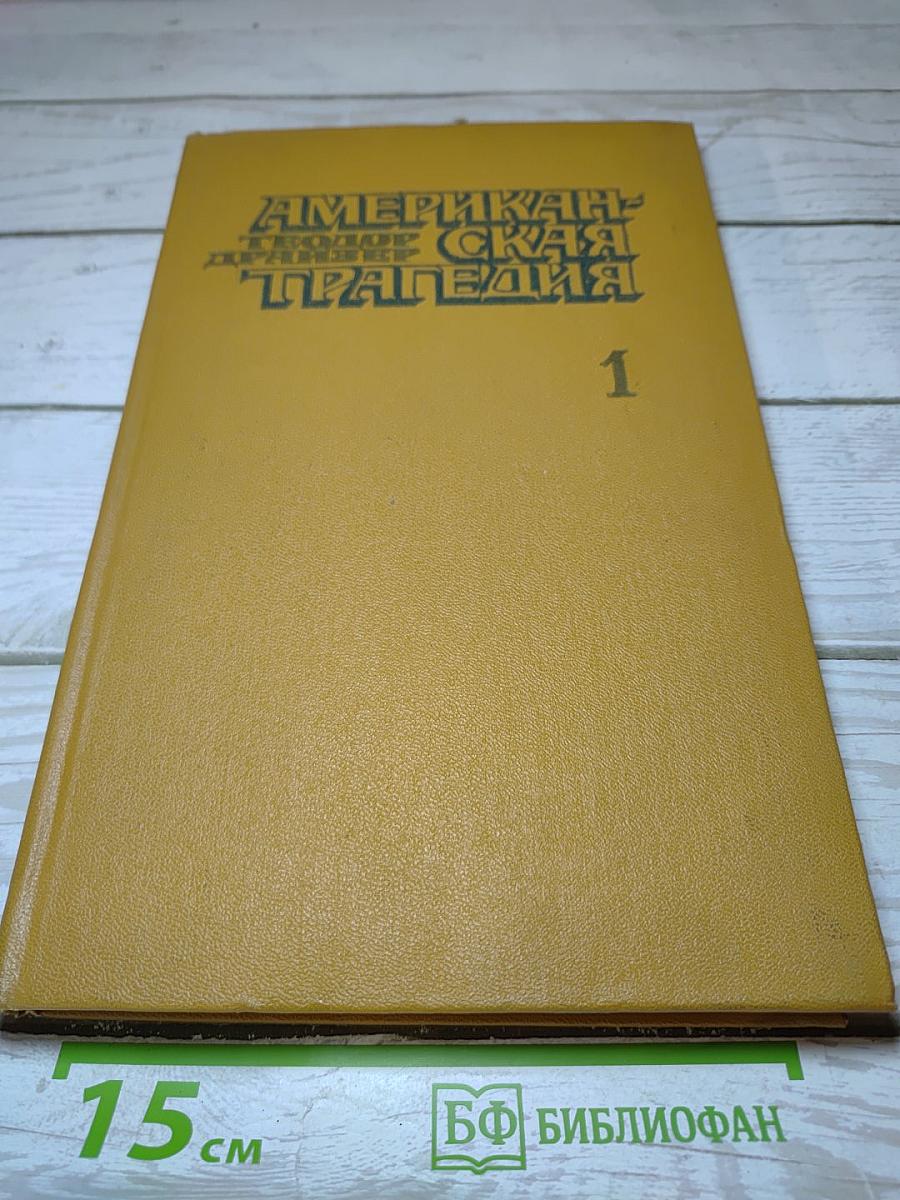 АМЕРИКАН-
ТЕОДОР
ДРАЙЗЕР
СКАЯ
ТРАГЕДИЯ
1
15 см
БФ БИБЛИОФАН